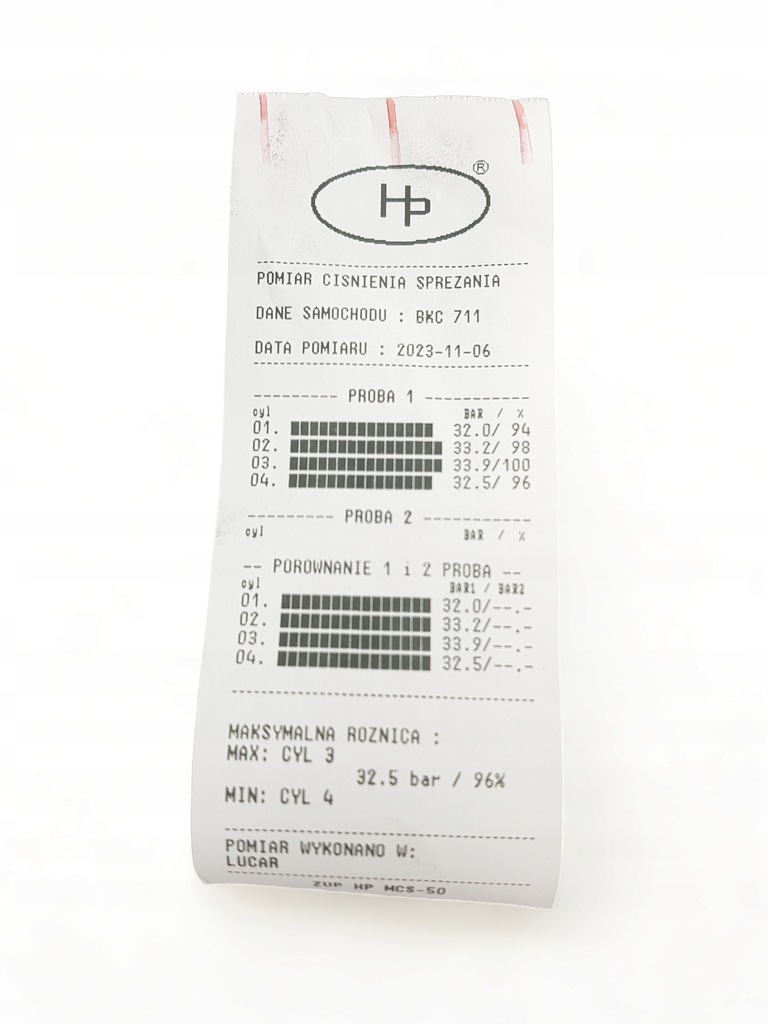 HP ®
POMIAR CISNIENIA SPREZANIA
DANE SAMOCHODU : BKC 711
DATA POMIARU : 2023-11-06
--------- PROBA 1 -----------
cyl BAR / %
01. 32.0/ 94
02. 33.2/ 98
03. 33.9/100
04. 32.5/ 96
--------- PROBA 2 -----------
cyl BAR / %
-- POROWNANIE 1 i 2 PROBA --
cyl BAR1 / BAR2
01. 32.0/--.-
02. 33.2/--.-
03. 33.9/--.-
04. 32.5/--.-
MAKSYMALNA ROZNICA :
MAX: CYL 3
32.5 bar / 96%
MIN: CYL 4
POMIAR WYKONANO W:
LUCAR
ZUP HP MCS-50